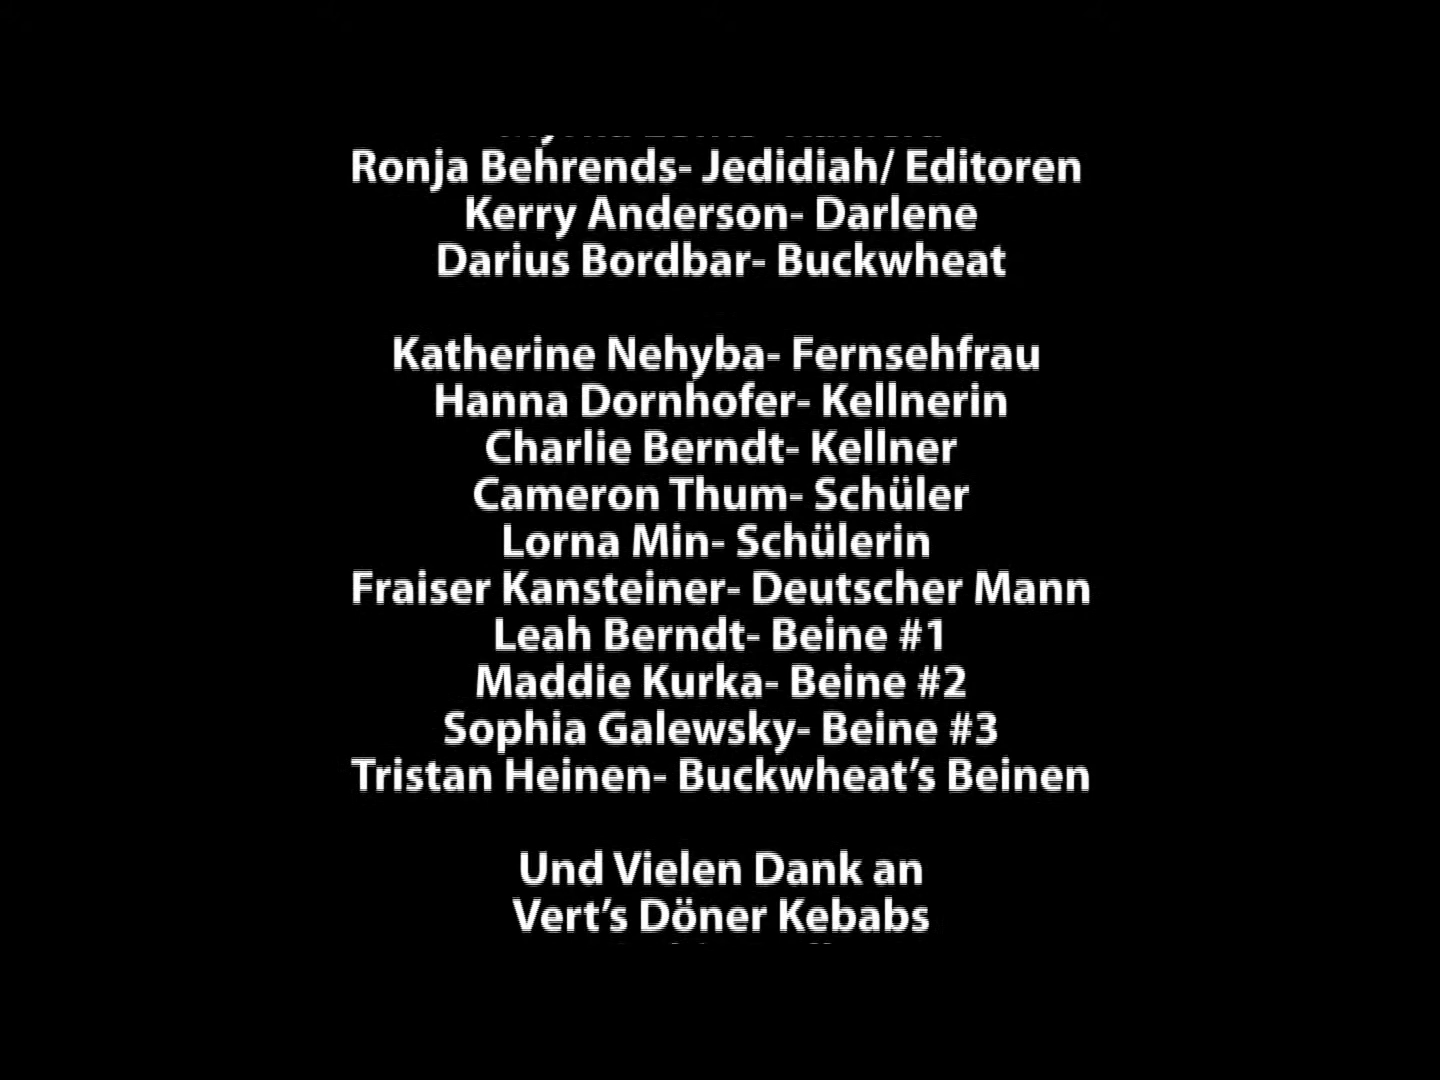 Ronja Behrends- Jedidiah/ Editoren
Kerry Anderson- Darlene
Darius Bordbar- Buckwheat
Katherine Nehyba- Fernsehfrau
Hanna Dornhofer- Kellnerin
Charlie Berndt- Kellner
Cameron Thum- Schüler
Lorna Min- Schülerin
Fraiser Kansteiner- Deutscher Mann
Leah Berndt- Beine #1
Maddie Kurka- Beine #2
Sophia Galewsky- Beine #3
Tristan Heinen- Buckwheat’s Beinen
Und Vielen Dank an
Vert’s Döner Kebabs